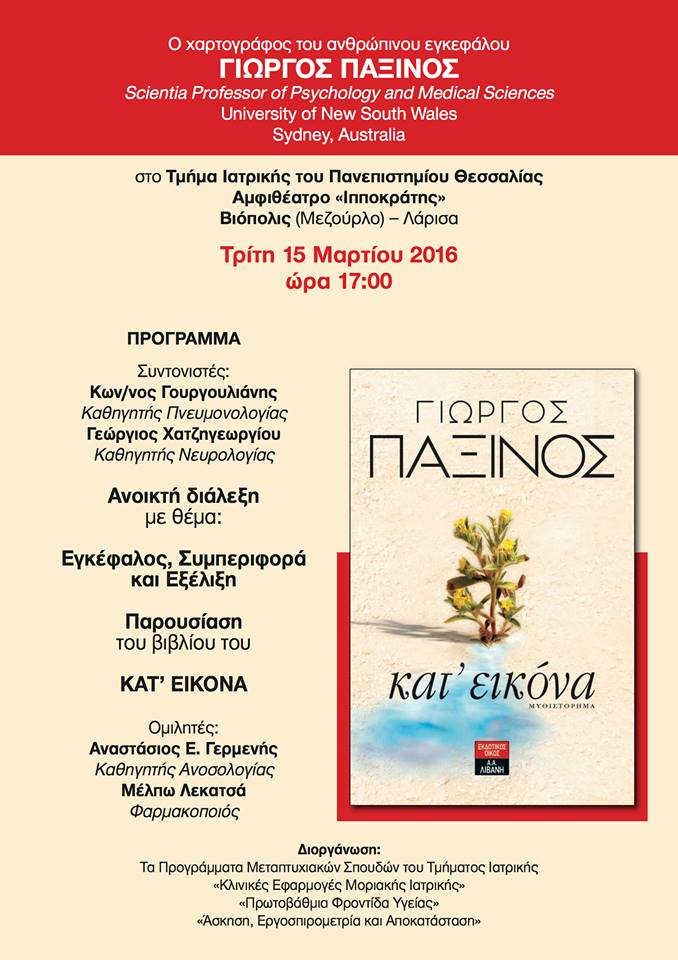 Ο χαρτογράφος του ανθρώπινου εγκεφάλου
ΓΙΩΡΓΟΣ ΠΑΞΙΝΟΣ
Scientia Professor of Psychology and Medical Sciences
University of New South Wales
Sydney, Australia
στο Τμήμα Ιατρικής του Πανεπιστημίου Θεσσαλίας
Αμφιθέατρο «Ιπποκράτης»
Βιόπολις (Μεζούρλο) – Λάρισα
Τρίτη 15 Μαρτίου 2016
ώρα 17:00
ΠΡΟΓΡΑΜΜΑ
Συντονιστές:
Κων/νος Γουργουλιάνης
Καθηγητής Πνευμονολογίας
Γεώργιος Χατζηγεωργίου
Καθηγητής Νευρολογίας
Ανοικτή διάλεξη
με θέμα:
Εγκέφαλος, Συμπεριφορά
και Εξέλιξη
Παρουσίαση
του βιβλίου του
ΚΑΤ’ ΕΙΚΟΝΑ
Ομιλητές:
Αναστάσιος Ε. Γερμενής
Καθηγητής Ανοσολογίας
Μέλπω Λεκατσά
Φαρμακοποιός
ΓΙΩΡΓΟΣ
ΠΑΞΙΝΟΣ
κατ’ εικόνα
ΜΥΘΙΣΤΟΡΗΜΑ
ΕΚΔΟΤΙΚΟΣ
ΟΙΚΟΣ
Α.Α.
ΛΙΒΑΝΗ
Διοργάνωση:
Τα Προγράμματα Μεταπτυχιακών Σπουδών του Τμήματος Ιατρικής
«Κλινικές Εφαρμογές Μοριακής Ιατρικής»
«Πρωτοβάθμια Φροντίδα Υγείας»
«Άσκηση, Εργοσπιρομετρία και Αποκατάσταση»